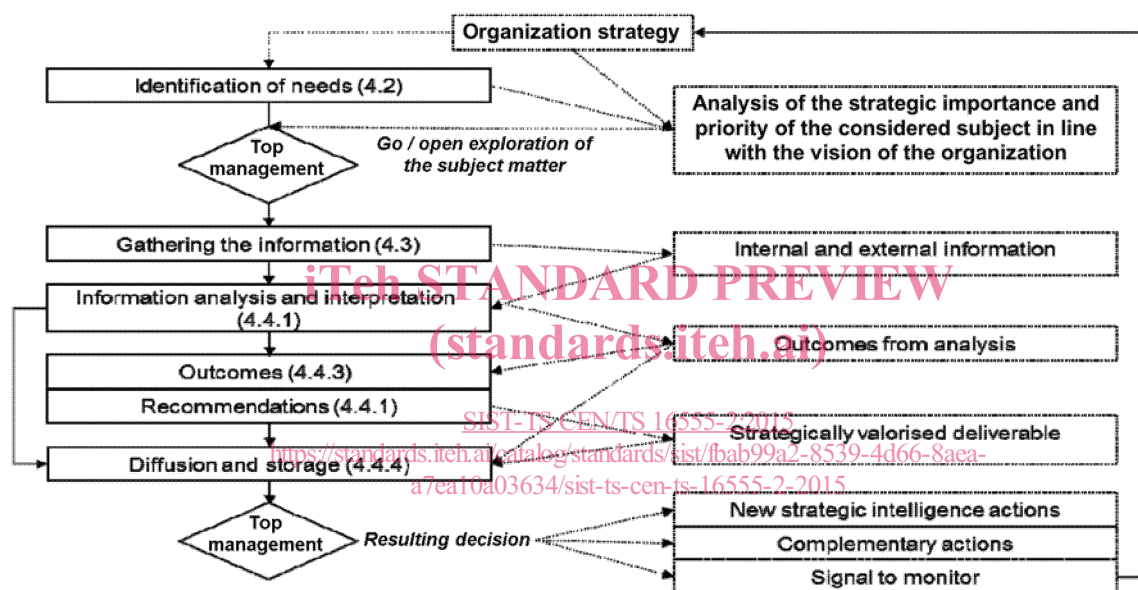 Organization strategy
Identification of needs (4.2)
Analysis of the strategic importance and
priority of the considered subject in line
with the vision of the organization
Go / open exploration of
the subject matter
Top
management
Gathering the information (4.3)
Internal and external information
iTeh STANDARD PREVIEW
Information analysis and interpretation
(4.4.1)
(standards.iteh.ai)
Outcomes from analysis
Outcomes (4.4.3)
Recommendations (4.4.1)
SIST-TS CEN/TS 16555-2:2015
Strategically valorised deliverable
Diffusion and storage (4.4.4)
https://standards.iteh.ai/catalog/standards/sist/fbab99a2-8539-4d66-8aea-
a7ea10a03634/sist-ts-cen-ts-16555-2-2015
Top
management
Resulting decision
New strategic intelligence actions
Complementary actions
Signal to monitor